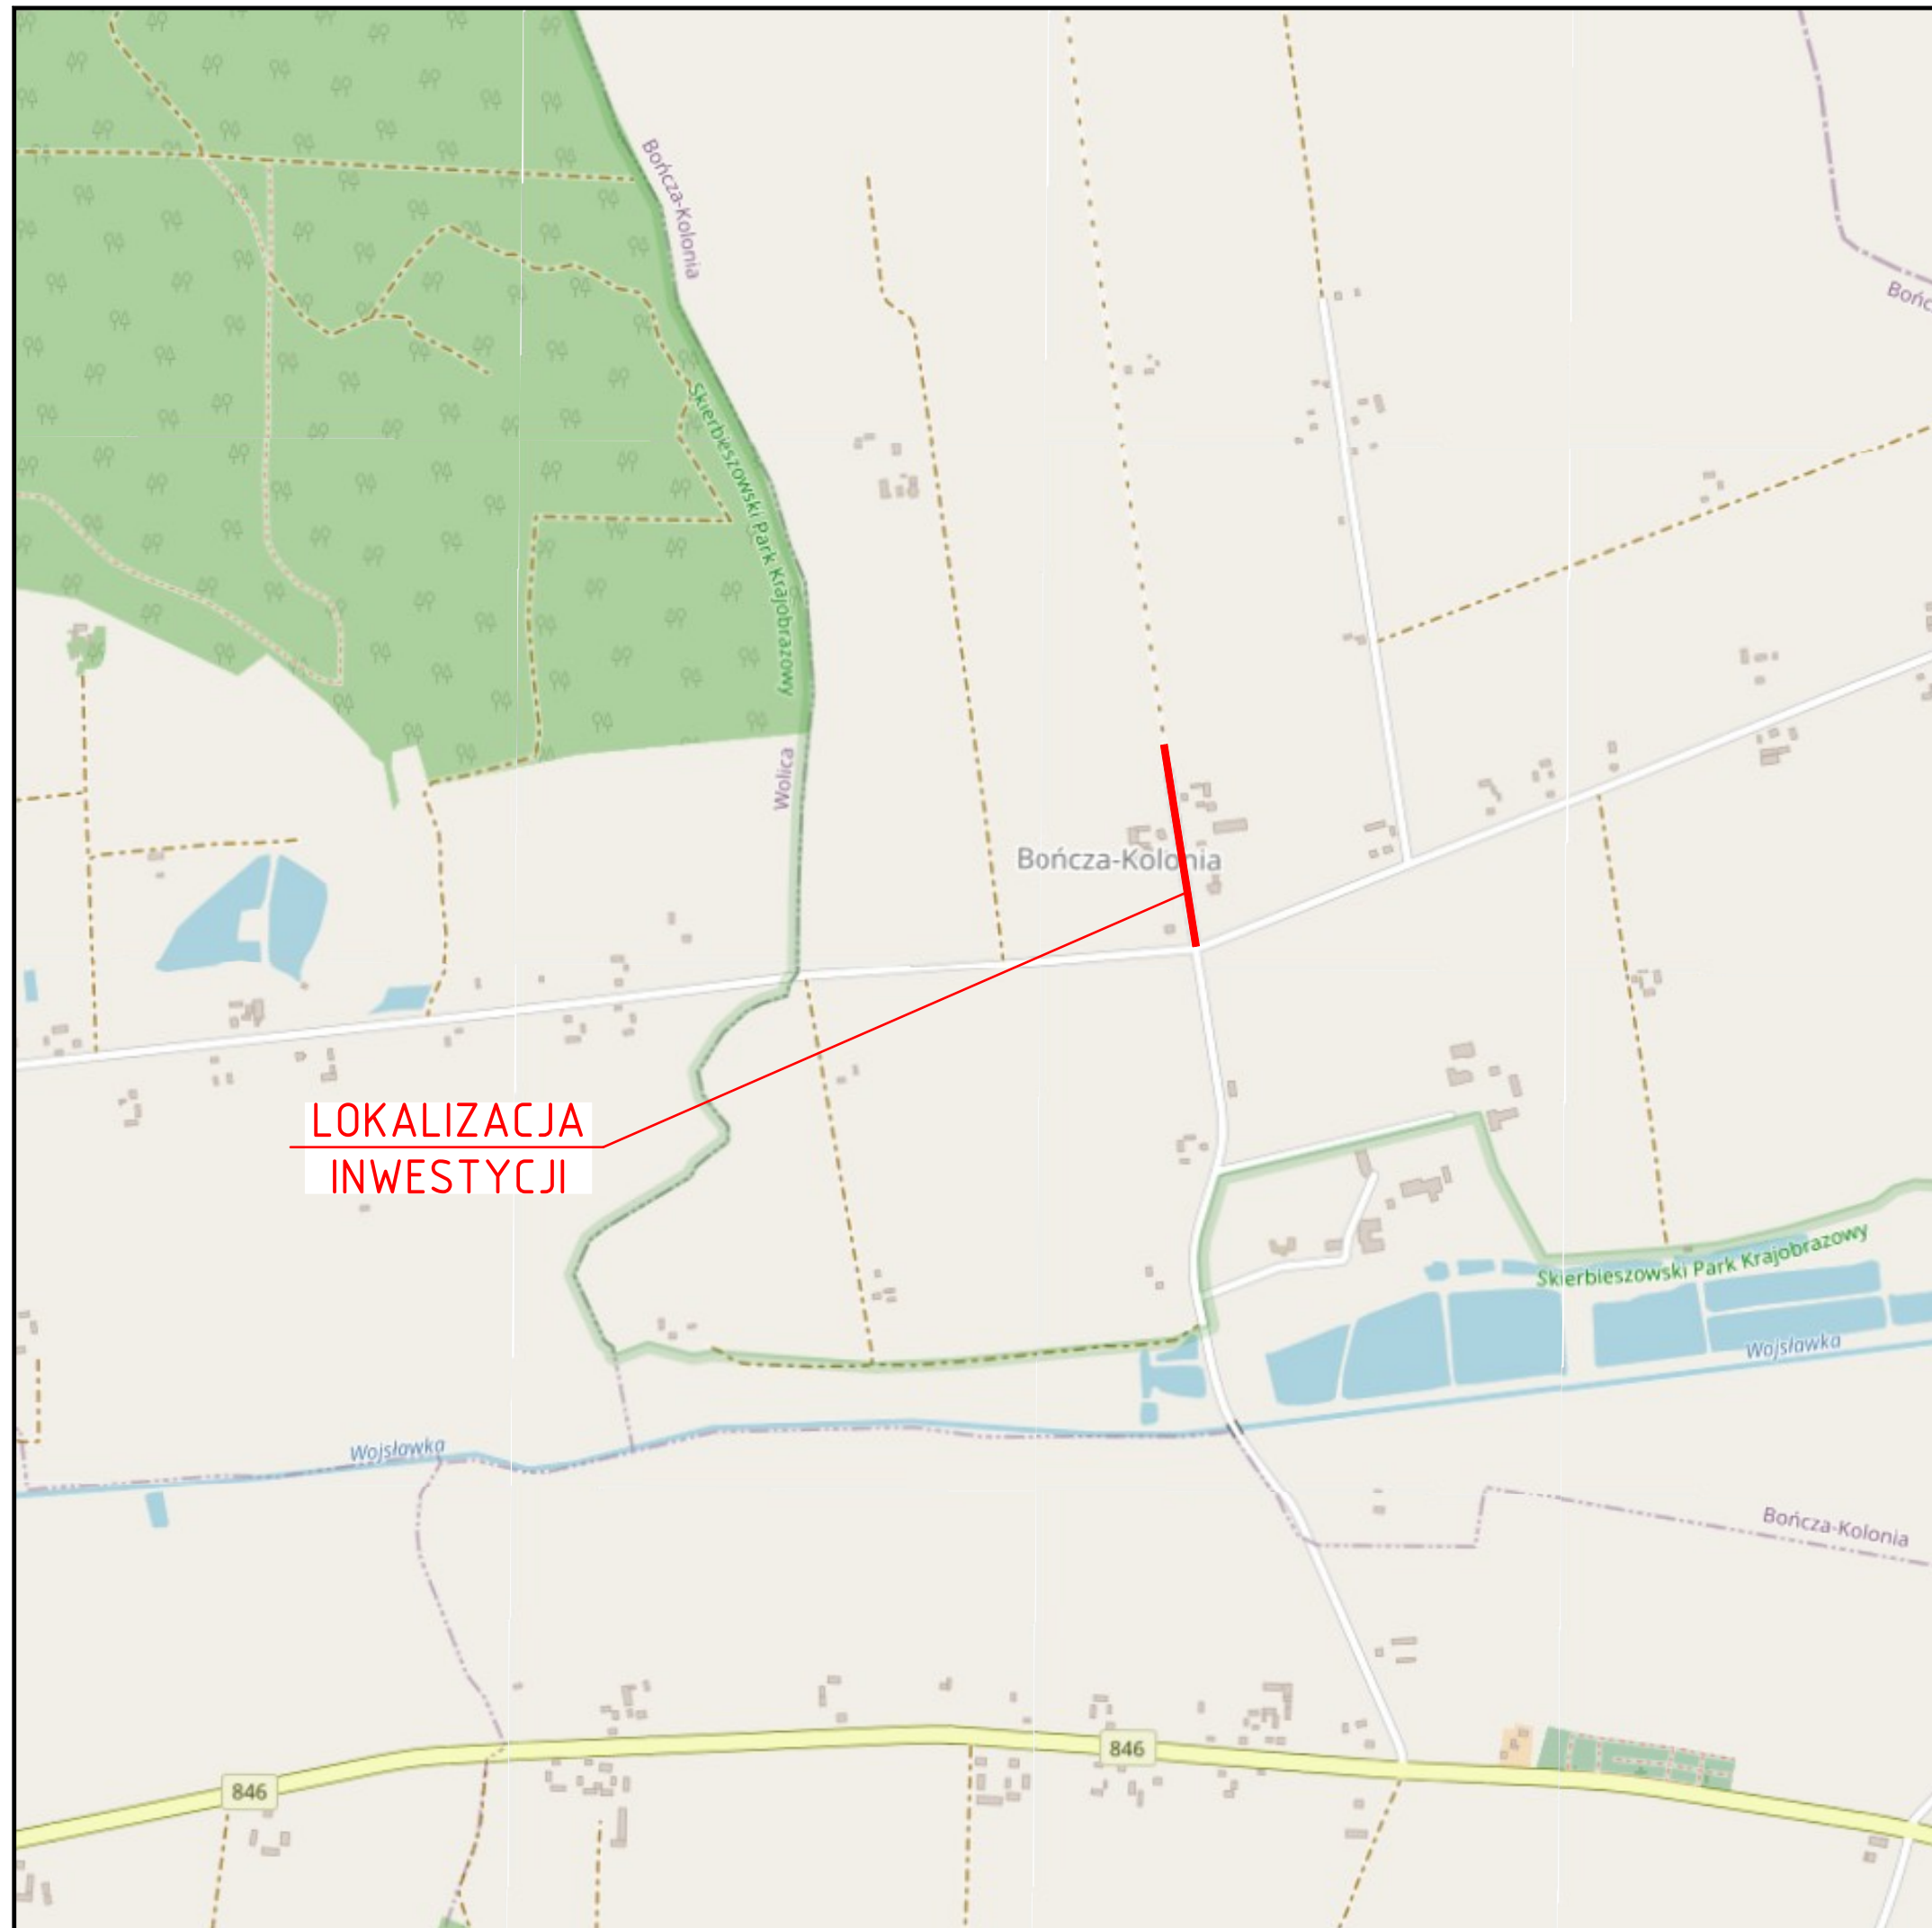 Bończa-Kolonia
Bończ
Skierbieszowski Park Krajobrazowy
Wolica
Bończa-Kolonia
LOKALIZACJA
INWESTYCJI
Skierbieszowski Park Krajobrazowy
Wojsławka
Wojsławka
Bończa-Kolonia
846
846